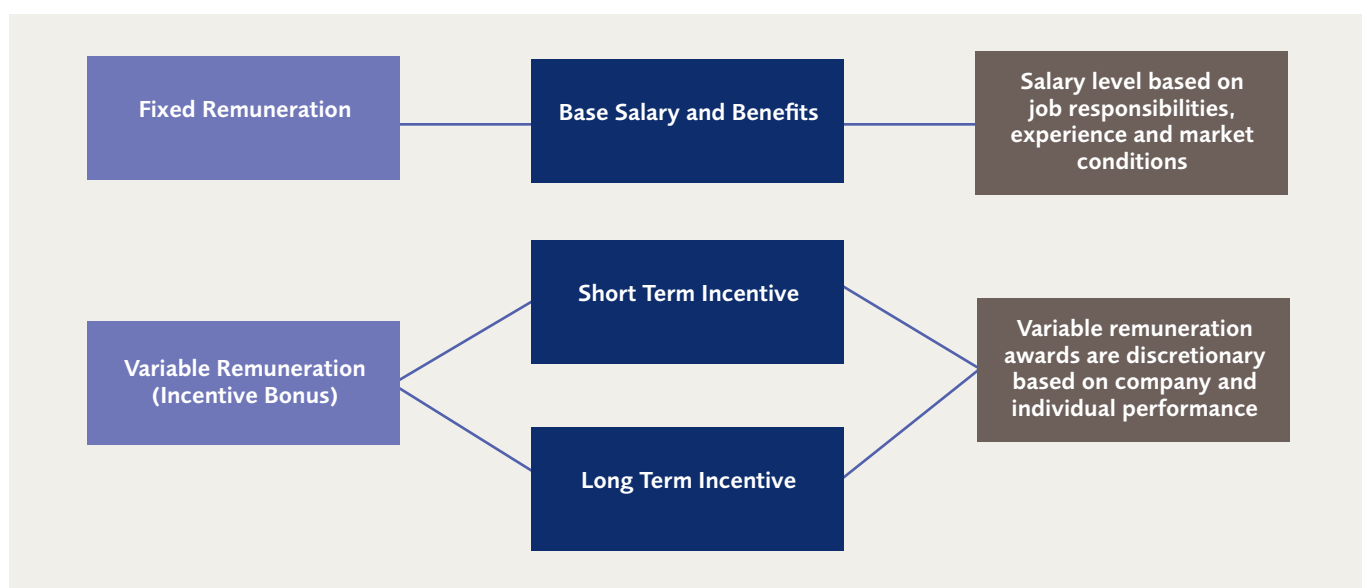 Fixed Remuneration
Base Salary and Benefits
Salary level based on
job responsibilities,
experience and market
conditions
Variable Remuneration
(Incentive Bonus)
Short Term Incentive
Long Term Incentive
Variable remuneration
awards are discretionary
based on company and
individual performance